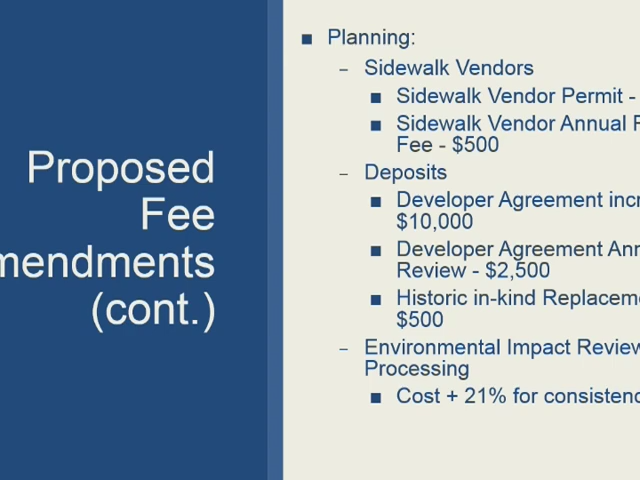 Proposed
Fee
mendments
(cont.)
■ Planning:
– Sidewalk Vendors
■ Sidewalk Vendor Permit -
■ Sidewalk Vendor Annual
Fee - $500
– Deposits
■ Developer Agreement incr
$10,000
■ Developer Agreement Ann
Review - $2,500
■ Historic in-kind Replaceme
$500
– Environmental Impact Review
Processing
■ Cost + 21% for consistenc